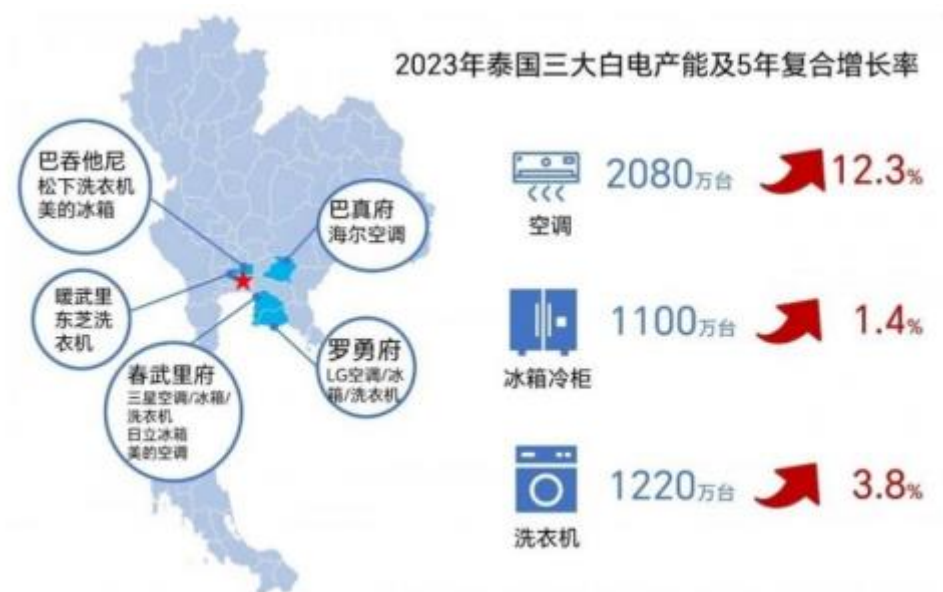 2023年泰国三大白电产能及5年复合增长率
巴吞他尼
松下洗衣机
美的冰箱
巴真府
海尔空调
暖武里
东芝洗
衣机
春武里府
三星空调/冰箱/
洗衣机
日立冰箱
美的空调
罗勇府
LG空调/冰
箱/洗衣机
2080万台 12.3%
空调
1100万台 1.4%
冰箱冷柜
1220万台 3.8%
洗衣机